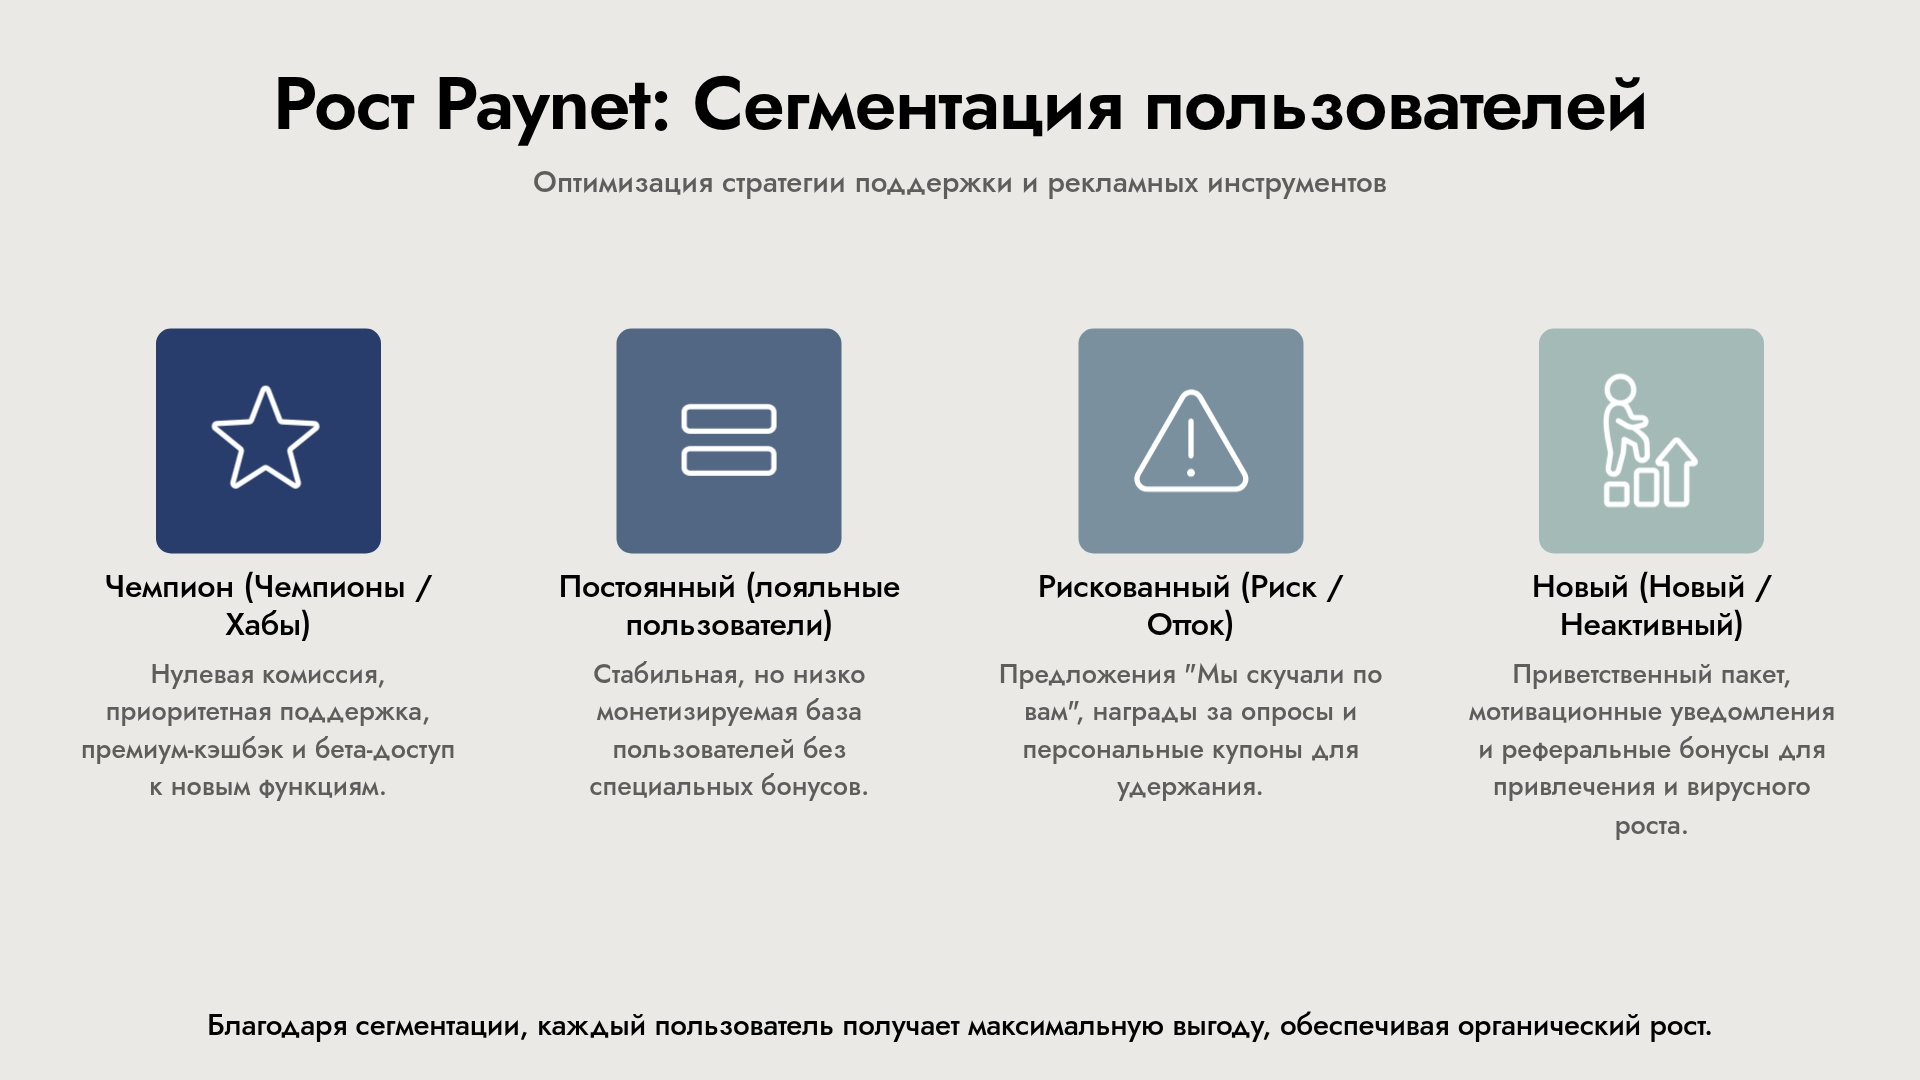 Рост Paynet: Сегментация пользователей
Оптимизация стратегии поддержки и рекламных инструментов
Чемпион (Чемпионы /
Хабы)
Нулевая комиссия,
приоритетная поддержка,
премиум-кэшбэк и бета-доступ
к новым функциям.
Постоянный (лояльные
пользователи)
Стабильная, но низко
монетизируемая база
пользователей без
специальных бонусов.
Рискованный (Риск /
Отток)
Предложения "Мы скучали по
вам", награды за опросы и
персональные купоны для
удержания.
Новый (Новый /
Неактивный)
Приветственный пакет,
мотивационные уведомления
и реферальные бонусы для
привлечения и вирусного
роста.
Благодаря сегментации, каждый пользователь получает максимальную выгоду, обеспечивая органический рост.